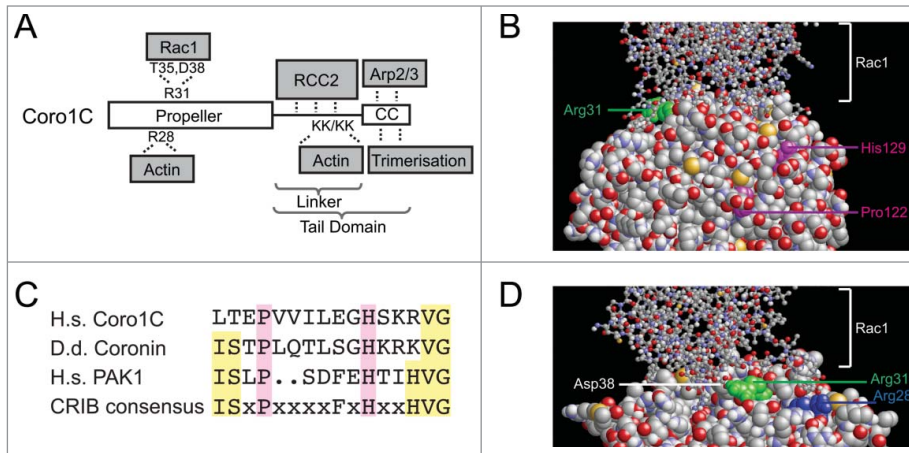 A
Rac1
T35,D38
R31
RCC2
Arp2/3
Coro1C
Propeller
CC
R28
KK/KK
Actin
Actin
Trimerisation
Linker
Tail Domain
B
Rac1
Arg31
His129
Pro122
C
H.s. Coro1C LTEPVVILEGHSKRVG
D.d. Coronin ISTPLQTLSGHKRKVG
H.s. PAK1 ISLP..SDFEHTIHVG
CRIB consensus ISxPxxxxFxHxxHVG
D
Rac1
Asp38
Arg31
Arg28